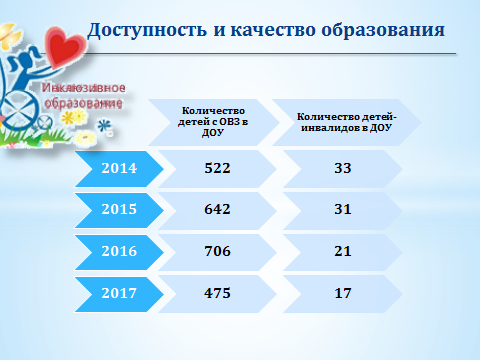 Доступность и качество образования
Инклюзивное
образование
Количество
детей с ОВЗ в
ДОУ
Количество детей-
инвалидов в ДОУ
2014 522 33
2015 642 31
2016 706 21
2017 475 17